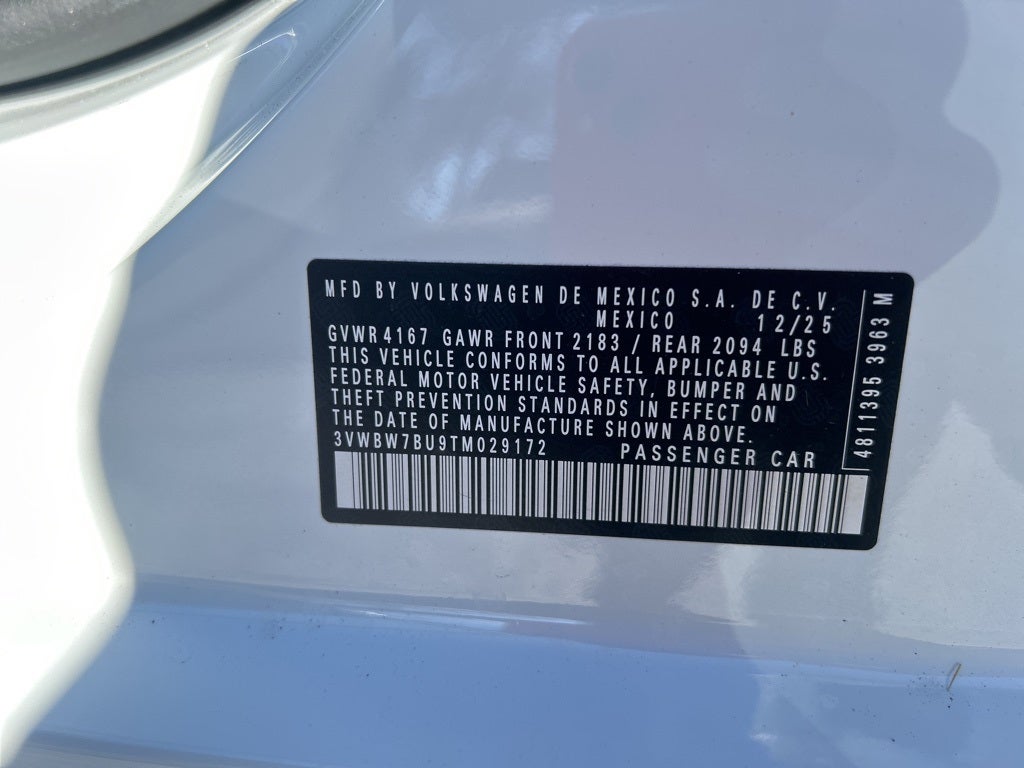 MFD BY VOLKSWAGEN DE MEXICO S.A. DE C.V.
MEXICO 12/25
GVWR 4167 GAWR FRONT 2183 / REAR 2094 LBS
THIS VEHICLE CONFORMS TO ALL APPLICABLE U.S.
FEDERAL MOTOR VEHICLE SAFETY, BUMPER AND
THEFT PREVENTION STANDARDS IN EFFECT ON
THE DATE OF MANUFACTURE SHOWN ABOVE.
3VWBW7BU9TM029172 PASSENGER CAR
4811395 3963 M